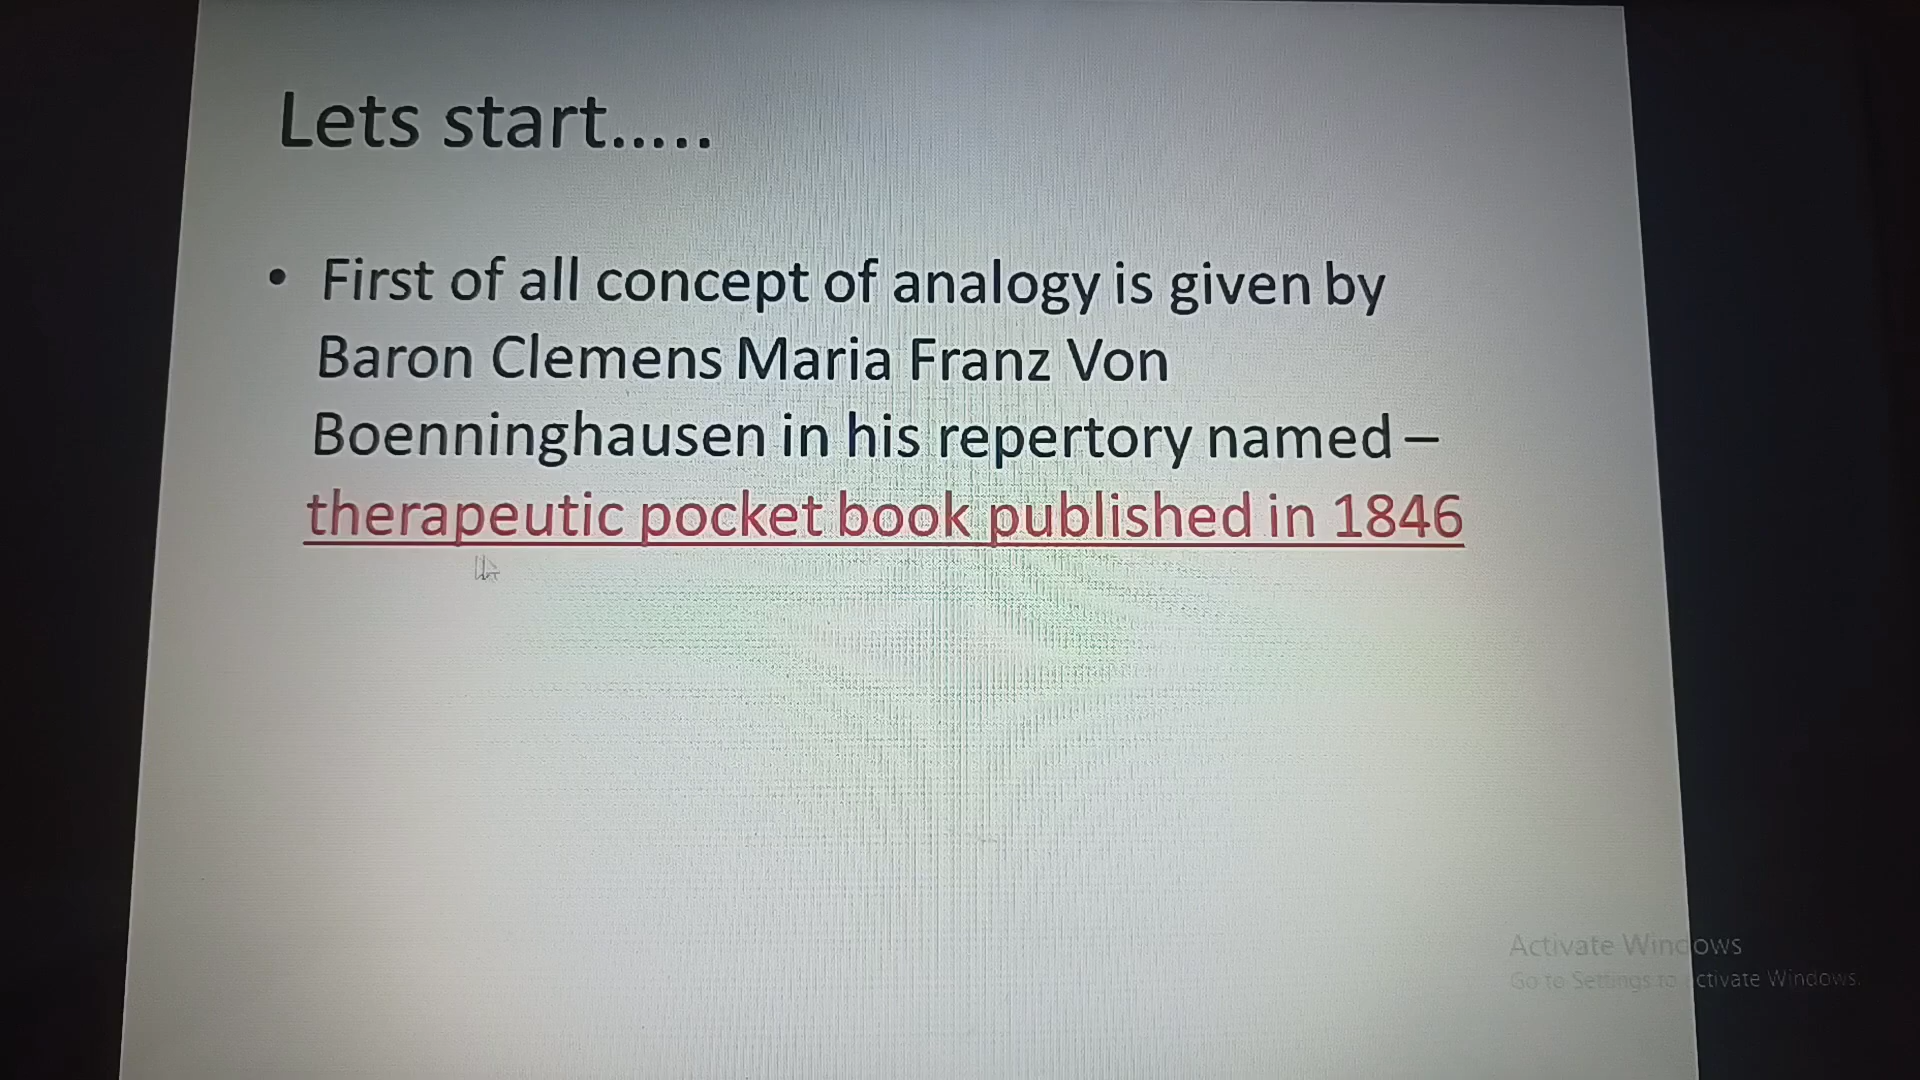 Lets start.....
• First of all concept of analogy is given by
Baron Clemens Maria Franz Von
Boenninghausen in his repertory named –
therapeutic pocket book published in 1846
Activate Windows
Go to Settings to activate Windows.